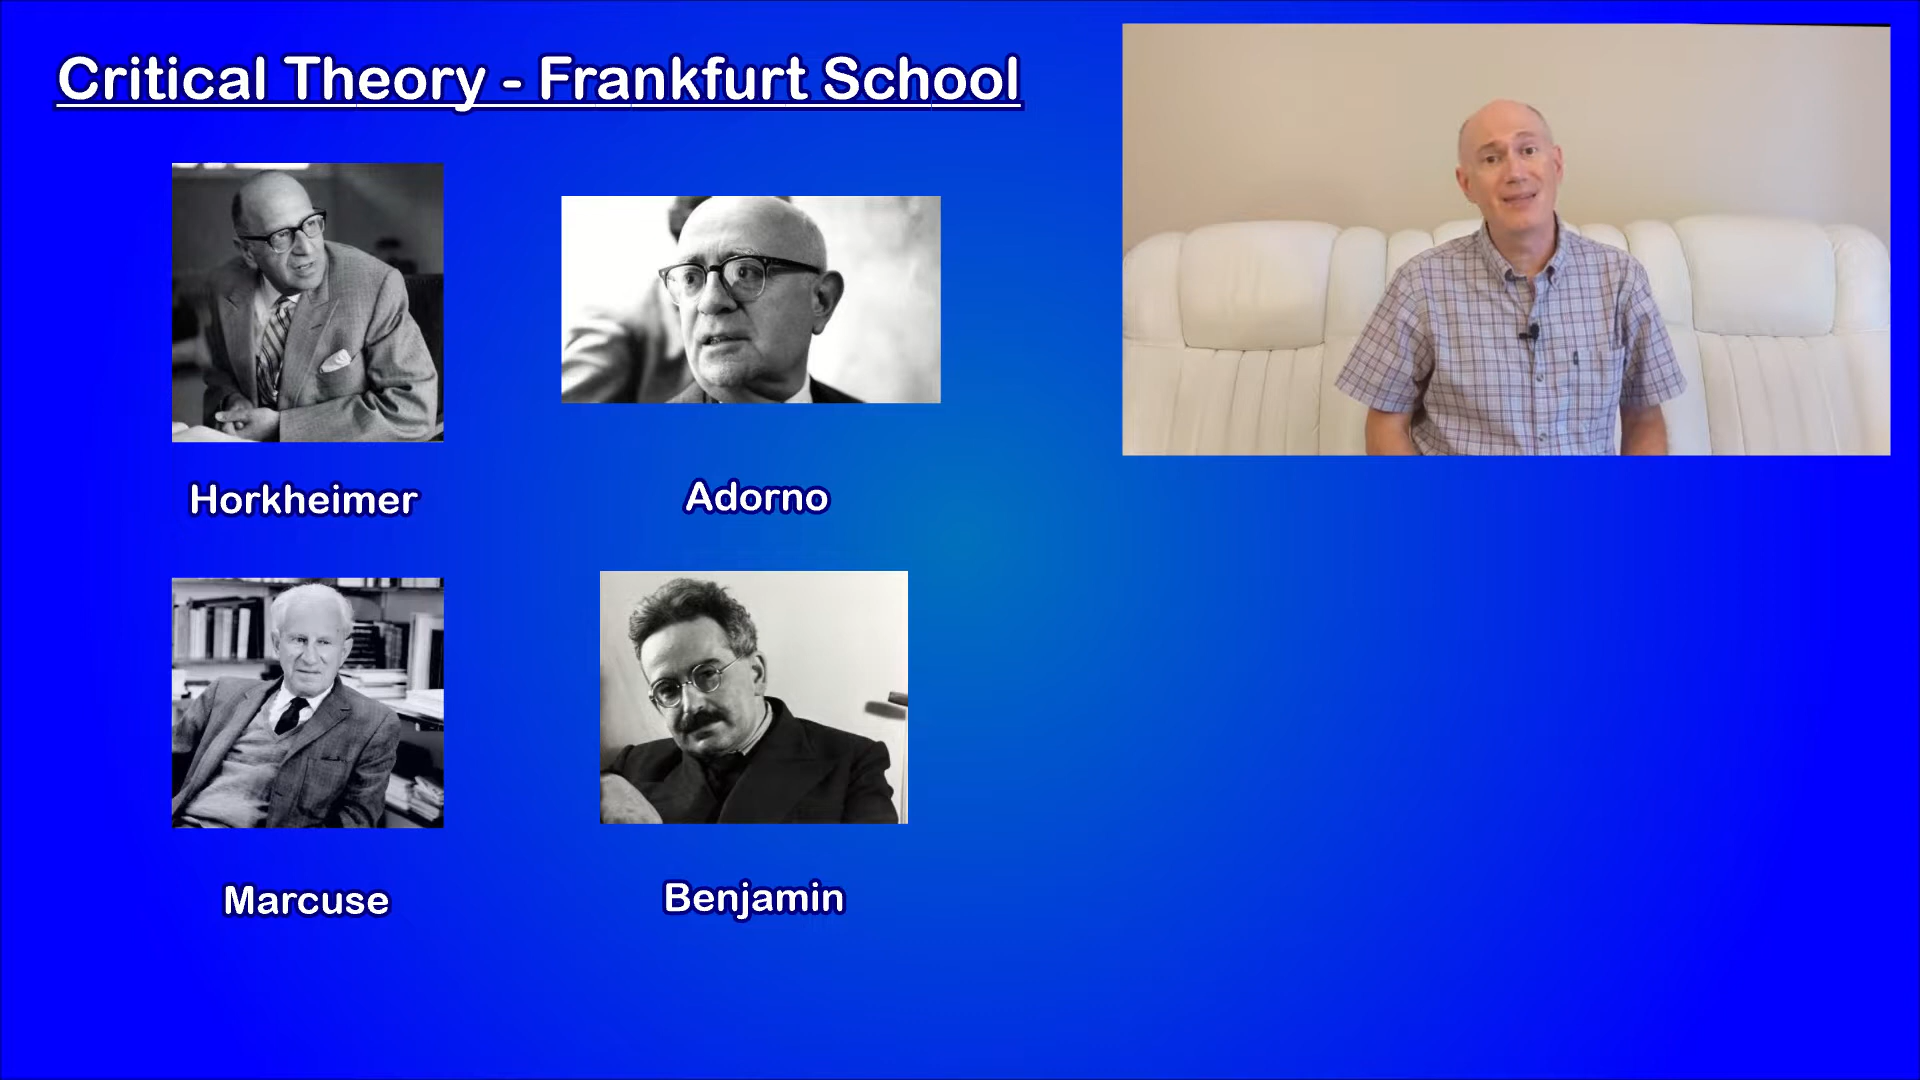 Critical Theory - Frankfurt School
Horkheimer
Adorno
Marcuse
Benjamin